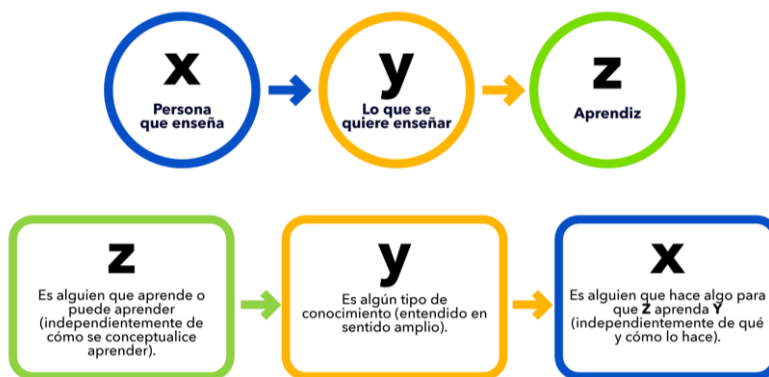 x
Persona
que enseña
y
Lo que se
quiere enseñar
z
Aprendiz
z
Es alguien que aprende o
puede aprender
(independientemente de
cómo se conceptualice
aprender).
y
Es algún tipo de
conocimiento (entendido en
sentido amplio).
x
Es alguien que hace algo para
que Z aprenda Y
(independientemente de qué
y cómo lo hace).